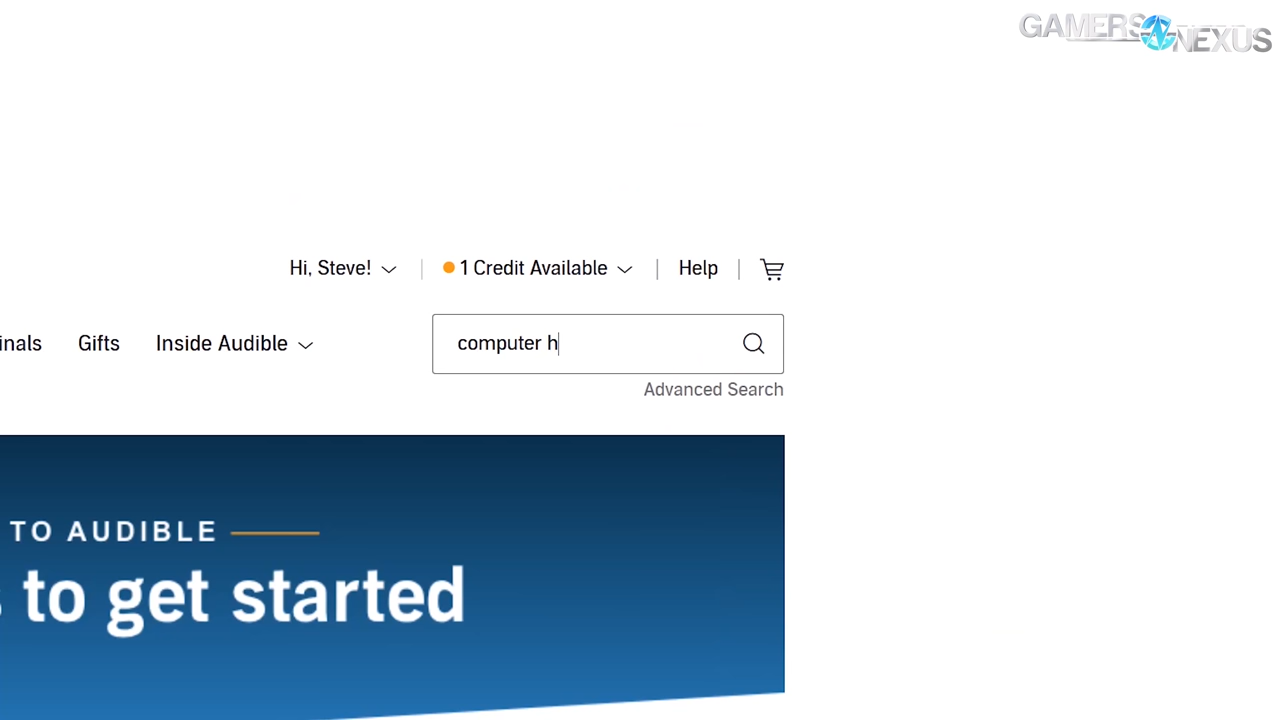 GAMERS NEXUS
Hi, Steve! 1 Credit Available Help
inals Gifts Inside Audible computer h
Advanced Search
TO AUDIBLE
to get started